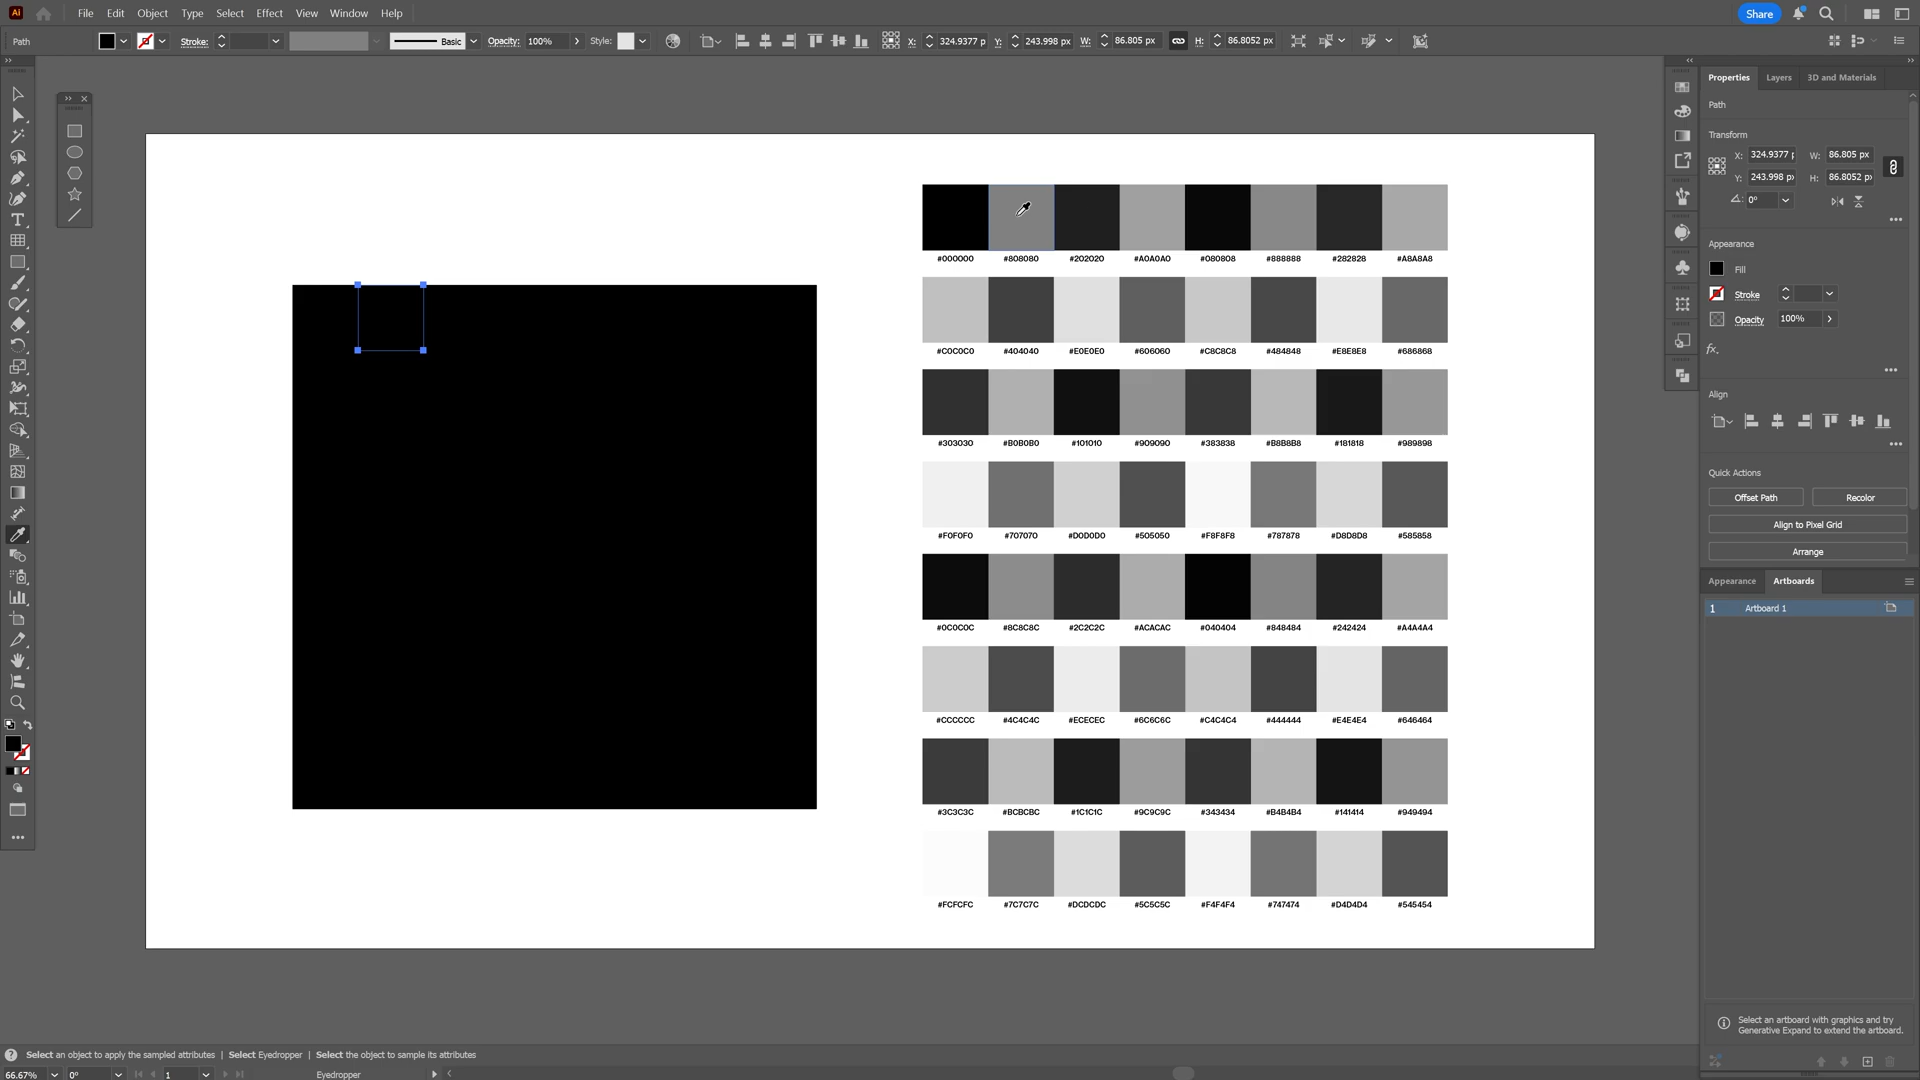 Ai File Edit Object Type Select Effect View Window Help Share
Path Stroke: Basic Opacity: 100% Style: X: 324.9377 p Y: 243.998 px W: 86.805 px H: 86.8052 px
Properties Layers 3D and Materials
Path
Transform
X: 324.9377 p W: 86.805 px
Y: 243.998 px H: 86.8052 px
0°
Appearance
Fill
Stroke
Opacity 100%
fx.
Align
Quick Actions
Offset Path Recolor
Align to Pixel Grid
Arrange
Appearance Artboards
1 Artboard 1
Select an artboard with graphics and try
Generative Expand to extend the artboard.
#000000 #808080 #202020 #A0A0A0 #080808 #888888 #282828 #A8A8A8
#C0C0C0 #404040 #E0E0E0 #606060 #C8C8C8 #484848 #E8E8E8 #686868
#303030 #B0B0B0 #101010 #909090 #383838 #B8B8B8 #181818 #989898
#F0F0F0 #707070 #D0D0D0 #505050 #F8F8F8 #787878 #D8D8D8 #585858
#0C0C0C #8C8C8C #2C2C2C #ACACAC #040404 #848484 #242424 #A4A4A4
#CCCCCC #4C4C4C #ECECEC #6C6C6C #C4C4C4 #444444 #E4E4E4 #646464
#3C3C3C #BCBCBC #1C1C1C #9C9C9C #343434 #B4B4B4 #141414 #949494
#FCFCFC #7C7C7C #DCDCDC #5C5C5C #F4F4F4 #747474 #D4D4D4 #545454
Select an object to apply the sampled attributes | Select Eyedropper | Select the object to sample its attributes
66.67% 0° 1 Eyedropper